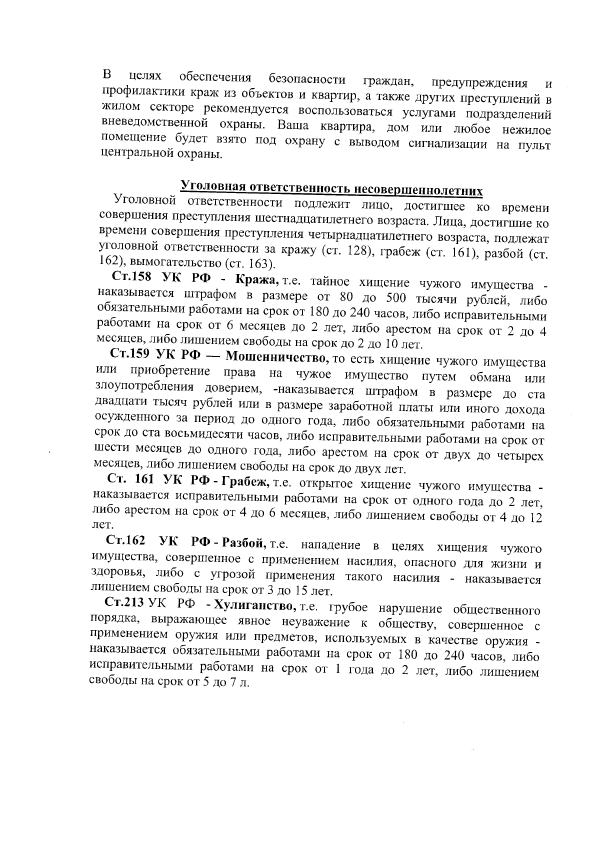 В целях обеспечения безопасности граждан, предупреждения и
профилактики краж из объектов и квартир, а также других преступлений в
жилом секторе рекомендуется воспользоваться услугами подразделений
вневедомственной охраны. Ваша квартира, дом или любое нежилое
помещение будет взято под охрану с выводом сигнализации на пульт
центральной охраны.
Уголовная ответственность несовершеннолетних
Уголовной ответственности подлежит лицо, достигшее ко времени
совершения преступления шестнадцатилетнего возраста. Лица, достигшие ко
времени совершения преступления четырнадцатилетнего возраста, подлежат
уголовной ответственности за кражу (ст. 128), грабеж (ст. 161), разбой (ст.
162), вымогательство (ст. 163).
Ст.158 УК РФ - Кража, т.е. тайное хищение чужого имущества -
наказывается штрафом в размере от 80 до 500 тысячи рублей, либо
обязательными работами на срок от 180 до 240 часов, либо исправительными
работами на срок от 6 месяцев до 2 лет, либо арестом на срок от 2 до 4
месяцев, либо лишением свободы на срок до 2 до 10 лет.
Ст.159 УК РФ — Мошенничество, то есть хищение чужого имущества
или приобретение права на чужое имущество путем обмана или
злоупотребления доверием, -наказывается штрафом в размере до ста
двадцати тысяч рублей или в размере заработной платы или иного дохода
осужденного за период до одного года, либо обязательными работами на
срок до ста восьмидесяти часов, либо исправительными работами на срок от
шести месяцев до одного года, либо арестом на срок от двух до четырех
месяцев, либо лишением свободы на срок до двух лет.
Ст. 161 УК РФ - Грабеж, т.е. открытое хищение чужого имущества -
наказывается исправительными работами на срок от одного года до 2 лет,
либо арестом на срок от 4 до 6 месяцев, либо лишением свободы от 4 до 12
лет.
Ст.162 УК РФ - Разбой, т.е. нападение в целях хищения чужого
имущества, совершенное с применением насилия, опасного для жизни и
здоровья, либо с угрозой применения такого насилия - наказывается
лишением свободы на срок от 3 до 15 лет.
Ст.213 УК РФ - Хулиганство, т.е. грубое нарушение общественного
порядка, выражающее явное неуважение к обществу, совершенное с
применением оружия или предметов, используемых в качестве оружия -
наказывается обязательными работами на срок от 180 до 240 часов, либо
исправительными работами на срок от 1 года до 2 лет, либо лишением
свободы на срок от 5 до 7 л.